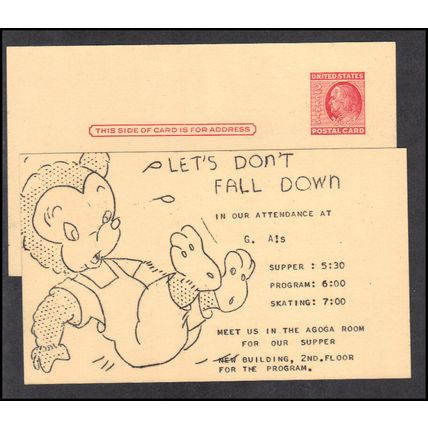 UNITED STATES
POSTAL CARD
THIS SIDE OF CARD IS FOR ADDRESS
LET'S DON'T
FALL DOWN
IN OUR ATTENDANCE AT
G. A!s
SUPPER : 5:30
PROGRAM: 6:00
SKATING: 7:00
MEET US IN THE AGOGA ROOM
FOR OUR SUPPER
NEW BUILDING, 2ND.FLOOR
FOR THE PROGRAM.